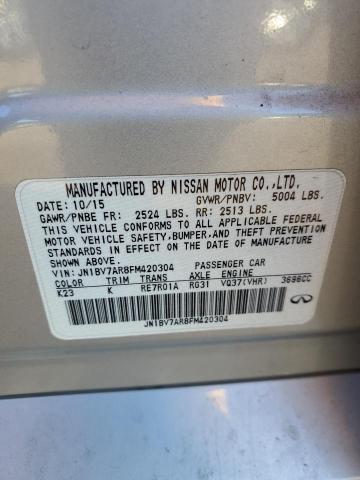 MANUFACTURED BY NISSAN MOTOR CO.,LTD.
DATE: 10/15 GVWR/PNBV: 5004 LBS.
GAWR/PNBE FR: 2524 LBS. RR: 2513 LBS.
THIS VEHICLE CONFORMS TO ALL APPLICABLE FEDERAL
MOTOR VEHICLE SAFETY,BUMPER,AND THEFT PREVENTION
STANDARDS IN EFFECT ON THE DATE OF MANUFACTURE
SHOWN ABOVE.
VIN:JN1BV7AR8FM420304 PASSENGER CAR
COLOR TRIM TRANS AXLE ENGINE
K23 K RE7R01A RG31 VQ37(VHR) 3696CC
JN1BV7AR8FM420304